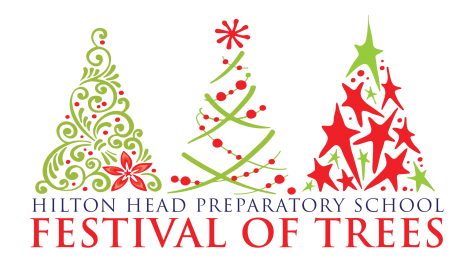 HILTON HEAD PREPARATORY SCHOOL
FESTIVAL OF TREES